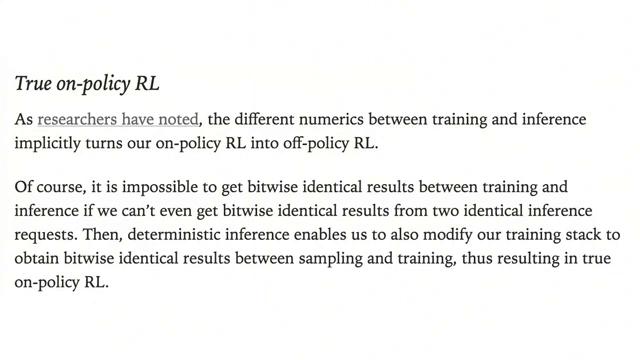 True on-policy RL
As researchers have noted, the different numerics between training and inference
implicitly turns our on-policy RL into off-policy RL.
Of course, it is impossible to get bitwise identical results between training and
inference if we can’t even get bitwise identical results from two identical inference
requests. Then, deterministic inference enables us to also modify our training stack to
obtain bitwise identical results between sampling and training, thus resulting in true
on-policy RL.